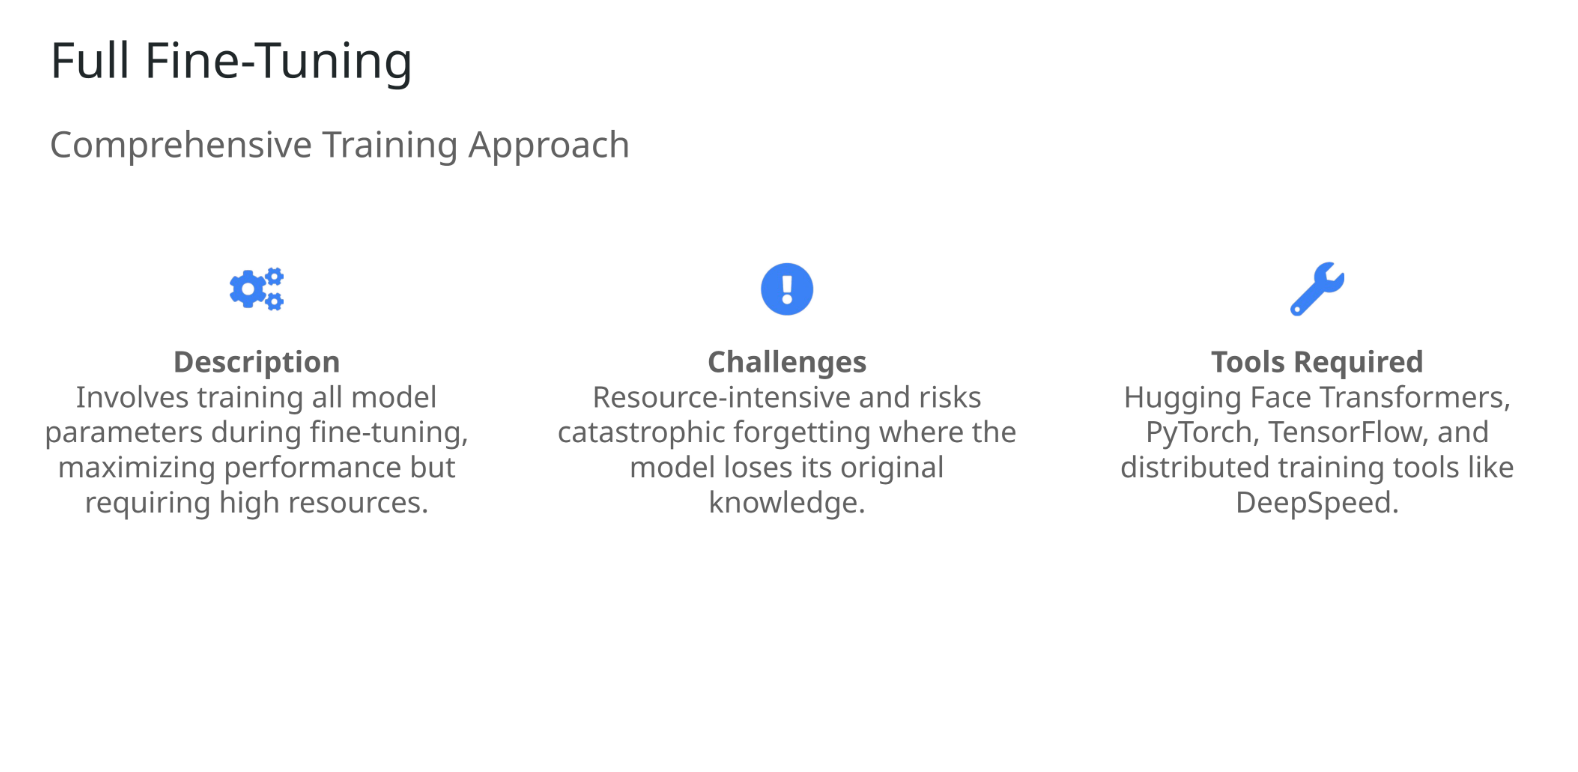 Full Fine-Tuning
Comprehensive Training Approach
Description
Involves training all model
parameters during fine-tuning,
maximizing performance but
requiring high resources.
Challenges
Resource-intensive and risks
catastrophic forgetting where the
model loses its original
knowledge.
Tools Required
Hugging Face Transformers,
PyTorch, TensorFlow, and
distributed training tools like
DeepSpeed.